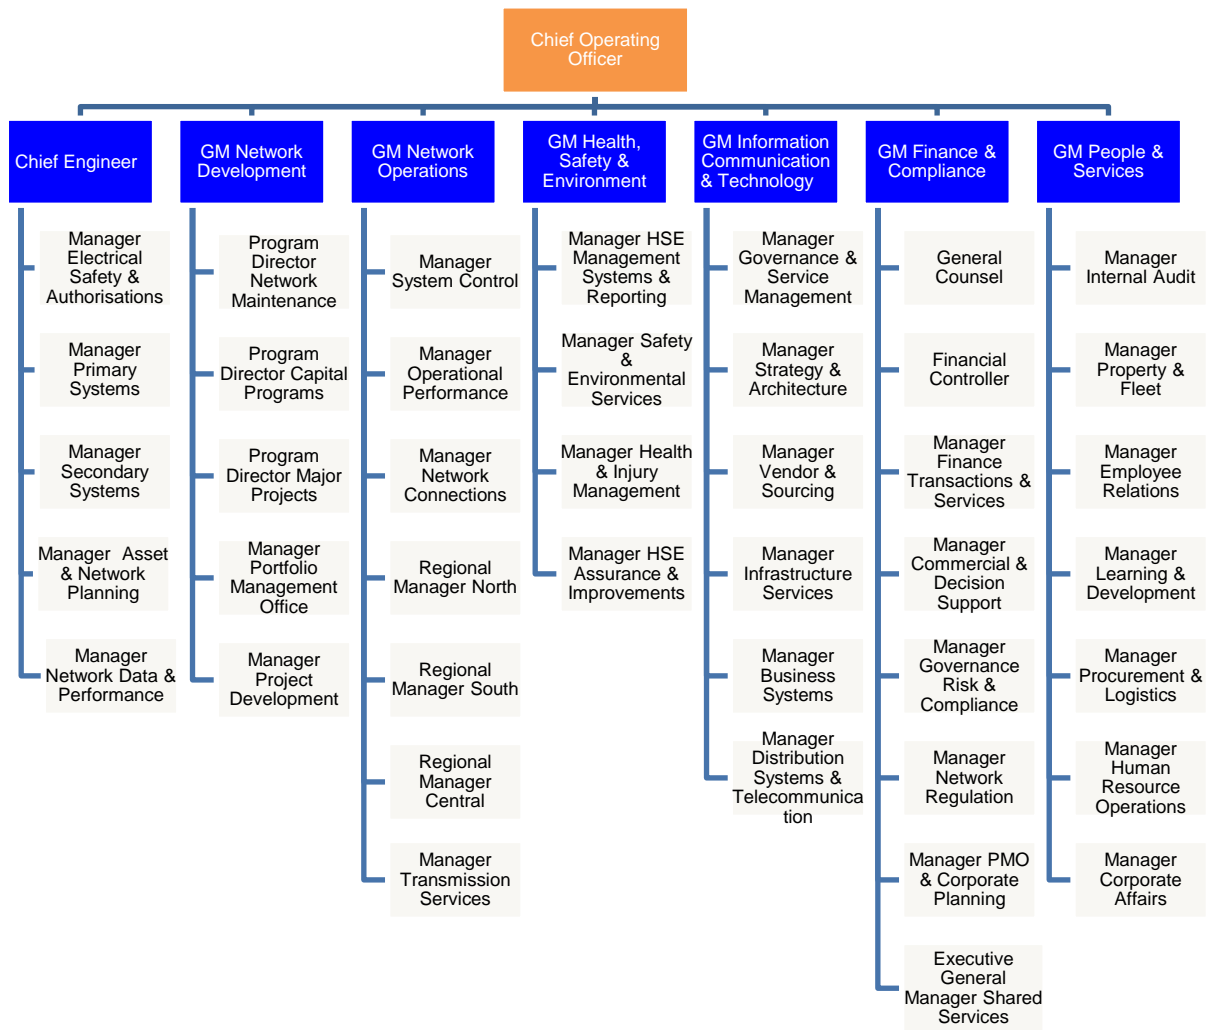 Chief Operating
Officer
Chief Engineer
GM Network
Development
GM Network
Operations
GM Health,
Safety &
Environment
GM Information
Communication
& Technology
GM Finance &
Compliance
GM People &
Services
Manager
Electrical
Safety &
Authorisations
Manager
Primary
Systems
Manager
Secondary
Systems
Manager  Asset
& Network
Planning
Manager
Network Data &
Performance
Program
Director
Network
Maintenance
Program
Director Capital
Programs
Program
Director Major
Projects
Manager
Portfolio
Management
Office
Manager
Project
Development
Manager
System Control
Manager
Operational
Performance
Manager
Network
Connections
Regional
Manager North
Regional
Manager South
Regional
Manager
Central
Manager
Transmission
Services
Manager HSE
Management
Systems &
Reporting
Manager Safety
&
Environmental
Services
Manager Health
& Injury
Management
Manager HSE
Assurance &
Improvements
Manager
Governance &
Service
Management
Manager
Strategy &
Architecture
Manager
Vendor &
Sourcing
Manager
Infrastructure
Services
Manager
Business
Systems
Manager
Distribution
Systems &
Telecommunica
tion
General
Counsel
Financial
Controller
Manager
Finance
Transactions &
Services
Manager
Commercial &
Decision
Support
Manager
Governance
Risk &
Compliance
Manager
Network
Regulation
Manager PMO
& Corporate
Planning
Executive
General
Manager Shared
Services
Manager
Internal Audit
Manager
Property &
Fleet
Manager
Employee
Relations
Manager
Learning &
Development
Manager
Procurement &
Logistics
Manager
Human
Resource
Operations
Manager
Corporate
Affairs